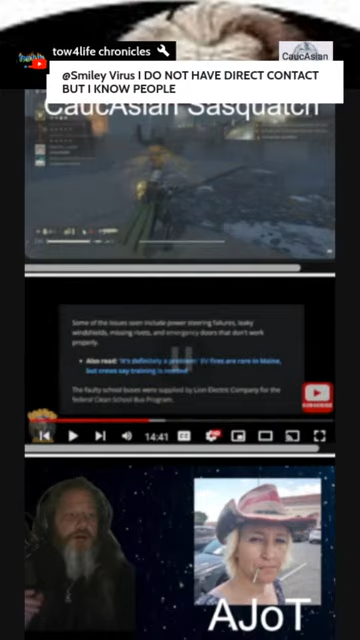 tow4life chronicles
CaucAsian
@Smiley Virus I DO NOT HAVE DIRECT CONTACT
BUT I KNOW PEOPLE
CaucAsian Sasquatch
Some of the issues seen include power steering failures, leaky
windshields, missing rivets, and emergency doors that don't work
properly.
• Also read: 'It's definitely a problem': EV fires are rare in Maine,
but crews say training is needed
The faulty school buses were supplied by Lion Electric Company for the
federal Clean School Bus Program.
SUBSCRIBE
14:41
CC
AJoT